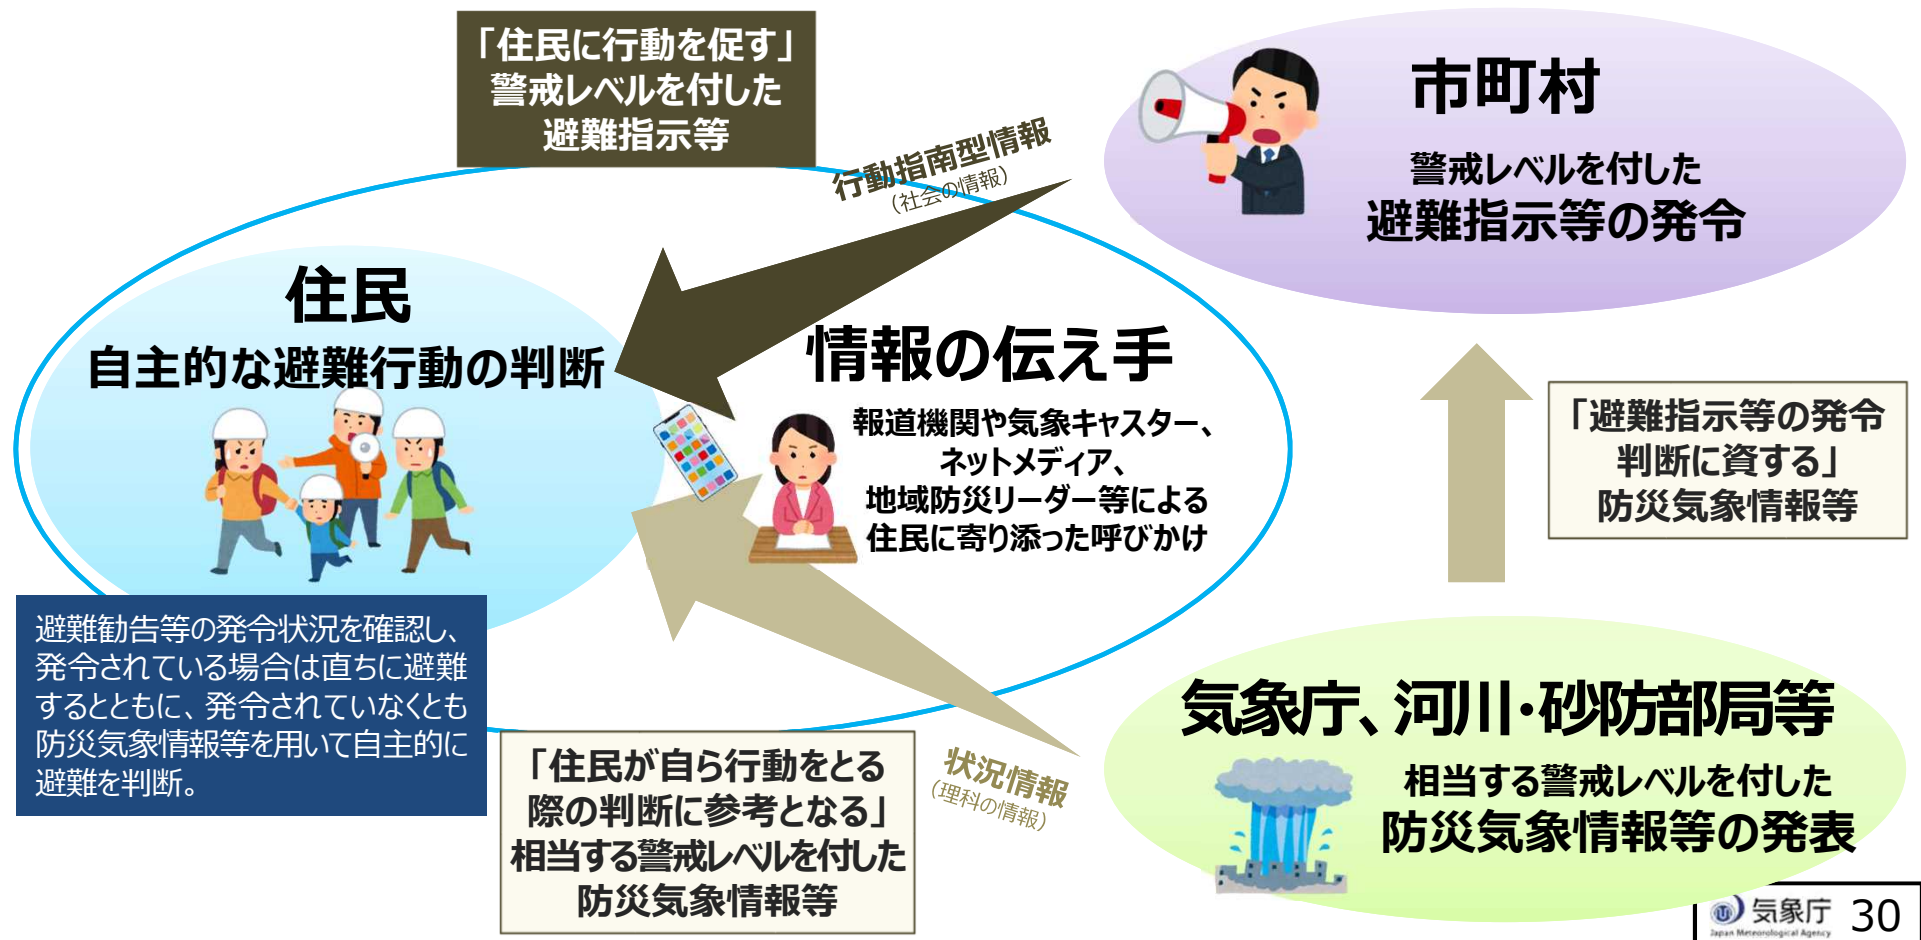 「住民に行動を促す」
警戒レベルを付した
避難指示等
行動指南型情報
（社会の情報）
市町村
警戒レベルを付した
避難指示等の発令
住民
自主的な避難行動の判断
情報の伝え手
報道機関や気象キャスター、
ネットメディア、
地域防災リーダー等による
住民に寄り添った呼びかけ
「避難指示等の発令
判断に資する」
防災気象情報等
避難勧告等の発令状況を確認し、
発令されている場合は直ちに避難
するとともに、発令されていなくとも
防災気象情報等を用いて自主的に
避難を判断。
「住民が自ら行動をとる
際の判断に参考となる」
相当する警戒レベルを付した
防災気象情報等
状況情報
（理科の情報）
気象庁、河川・砂防部局等
相当する警戒レベルを付した
防災気象情報等の発表
気象庁
Japan Meteorological Agency
30